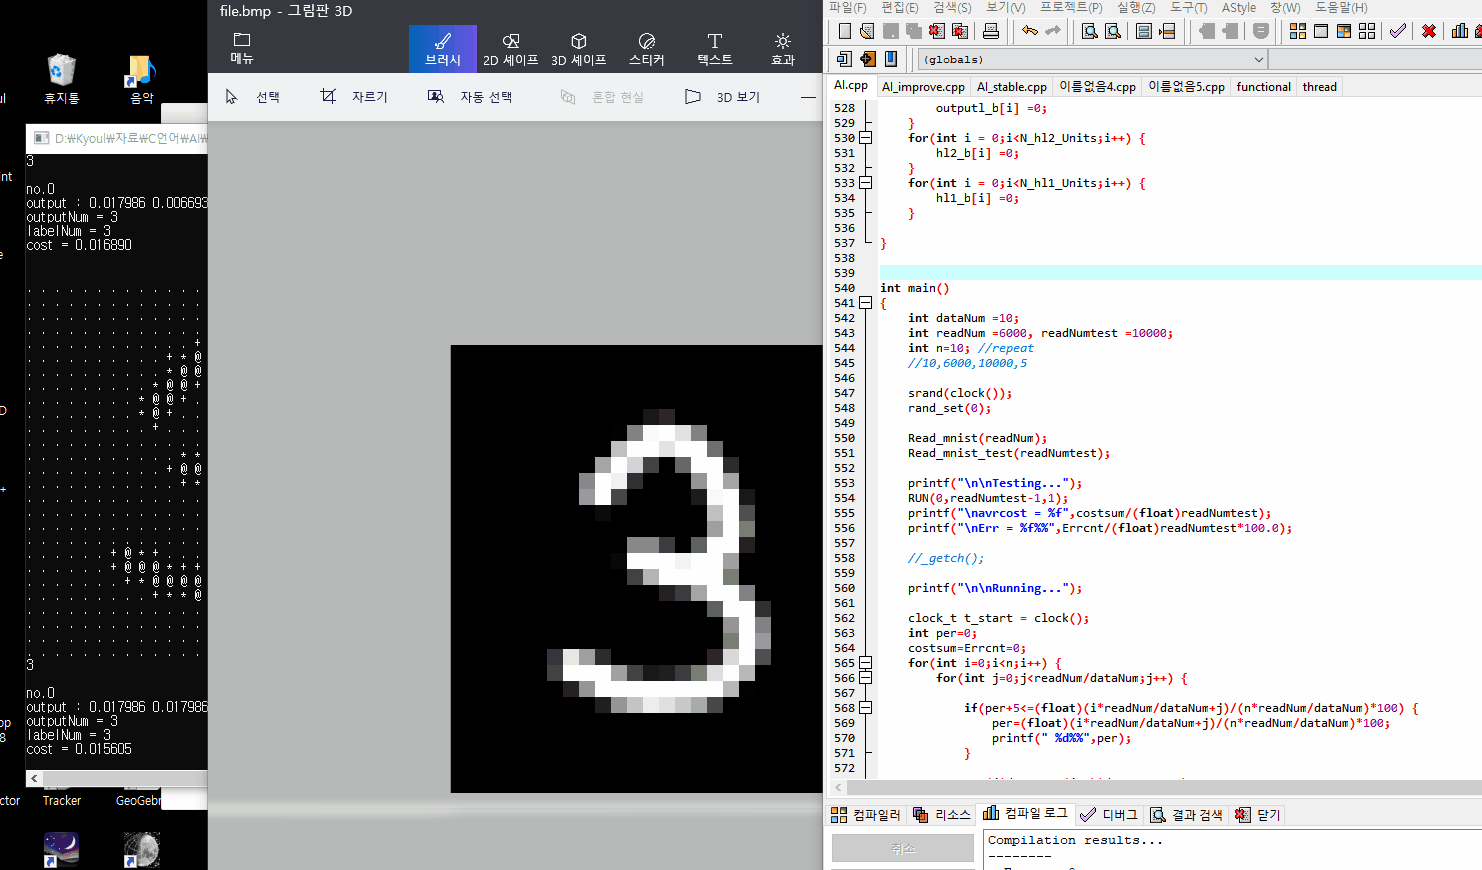 file.bmp - 그림판 3D
메뉴
브러시
2D 셰이프
3D 셰이프
스티커
텍스트
효과
선택
자르기
자동 선택
혼합 현실
3D 보기
휴지통
음악
ul
nt
e
D
+
pp
8
ctor
Tracker
GeoGebr
D:₩Kyoul₩자료₩C언어₩AI₩
3
no.0
output : 0.017986 0.006693
outputNum = 3
labelNum = 3
cost = 0.016890
. . . . . . . . . . . . .
. . . . . . . . . . . . .
. . . . . . . . . . . . .
. . . . . . . . . . . . .
. . . . . . . . . . . . +
. . . . . . . . . . + * @
. . . . . . . . . . * @ @
. . . . . . . . . * @ @ +
. . . . . . . . * @ @ + .
. . . . . . . . * @ + . .
. . . . . . . . . + . . .
. . . . . . . . . . . . .
. . . . . . . . . . . * *
. . . . . . . . . . + @ @
. . . . . . . . . . . + *
. . . . . . . . . . . . .
. . . . . . . . . . . . .
. . . . . . . . . . . . .
. . . . . . . . . . . . .
. . . . . . + @ * + . . .
. . . . . . + @ @ @ * + +
. . . . . . . + * @ @ @ @
. . . . . . . . . + * * @
. . . . . . . . . . . . .
. . . . . . . . . . . . .
. . . . . . . . . . . . .
. . . . . . . . . . . . .
3
no.0
output : 0.017986 0.017986
outputNum = 3
labelNum = 3
cost = 0.015605
파일(F) 편집(E) 검색(S) 보기(V) 프로젝트(P) 실행(Z) 도구(T) AStyle 창(W) 도움말(H)
(globals)
AI.cpp AI_improve.cpp AI_stable.cpp 이름없음4.cpp 이름없음5.cpp functional thread
528 outputl_b[i] =0;
529 }
530 for(int i = 0;i<N_hl2_Units;i++) {
531 hl2_b[i] =0;
532 }
533 for(int i = 0;i<N_hl1_Units;i++) {
534 hl1_b[i] =0;
535 }
536
537 }
538
539
540 int main()
541 {
542 int dataNum =10;
543 int readNum =6000, readNumtest =10000;
544 int n=10; //repeat
545 //10,6000,10000,5
546
547 srand(clock());
548 rand_set(0);
549
550 Read_mnist(readNum);
551 Read_mnist_test(readNumtest);
552
553 printf("\n\nTesting...");
554 RUN(0,readNumtest-1,1);
555 printf("\navrcost = %f",costsum/(float)readNumtest);
556 printf("\nErr = %f%%",Errcnt/(float)readNumtest*100.0);
557
558 //_getch();
559
560 printf("\n\nRunning...");
561
562 clock_t t_start = clock();
563 int per=0;
564 costsum=Errcnt=0;
565 for(int i=0;i<n;i++) {
566 for(int j=0;j<readNum/dataNum;j++) {
567
568 if(per+5<=(float)(i*readNum/dataNum+j)/(n*readNum/dataNum)*100) {
569 per=(float)(i*readNum/dataNum+j)/(n*readNum/dataNum)*100;
570 printf(" %d%%",per);
571 }
572
컴파일러 리소스 컴파일 로그 디버그 결과 검색 닫기
취소
Compilation results...
--------